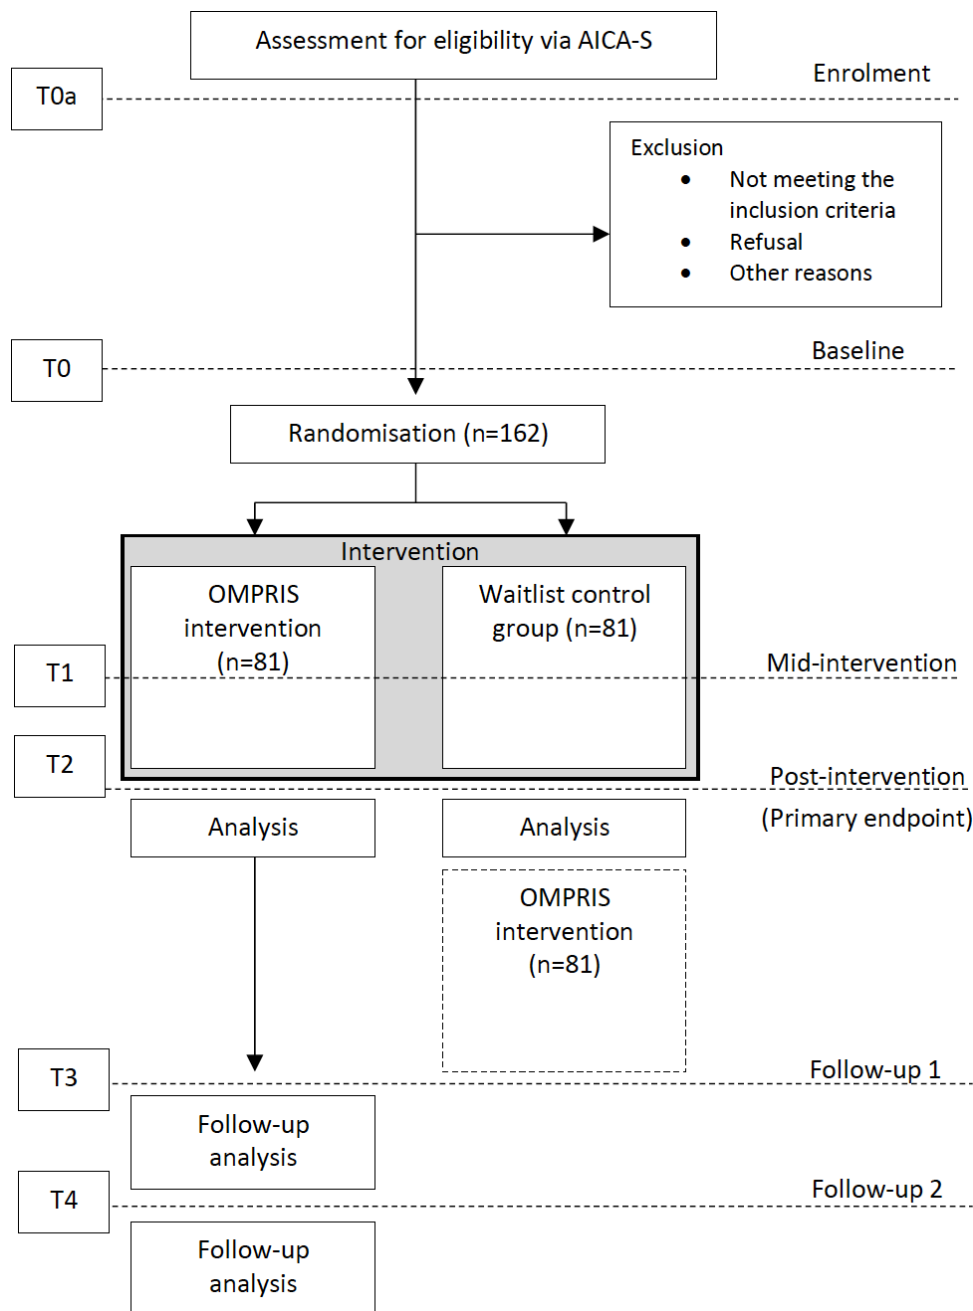 Assessment for eligibility via AICA-S
Enrolment
T0a
Exclusion
• Not meeting the
inclusion criteria
• Refusal
• Other reasons
Baseline
T0
Randomisation (n=162)
Intervention
OMPRIS
intervention
(n=81)
Waitlist control
group (n=81)
T1
Mid-intervention
T2
Post-intervention
(Primary endpoint)
Analysis
Analysis
OMPRIS
intervention
(n=81)
T3
Follow-up 1
Follow-up
analysis
T4
Follow-up 2
Follow-up
analysis